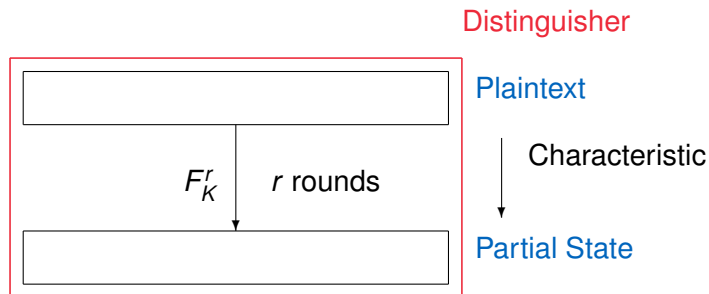 Distinguisher
Plaintext
F_K^r r rounds
Characteristic
Partial State